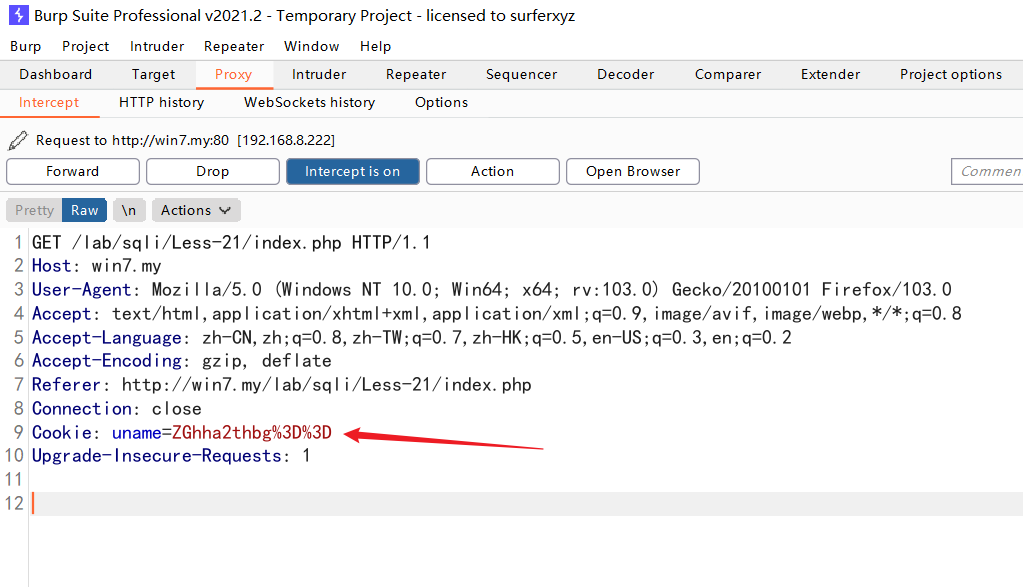 Burp Suite Professional v2021.2 - Temporary Project - licensed to surferxyz
Burp Project Intruder Repeater Window Help
Dashboard Target Proxy Intruder Repeater Sequencer Decoder Comparer Extender Project options
Intercept HTTP history WebSockets history Options
Request to http://win7.my:80 [192.168.8.222]
Forward Drop Intercept is on Action Open Browser Commen
Pretty Raw \n Actions
1 GET /lab/sqli/Less-21/index.php HTTP/1.1
2 Host: win7.my
3 User-Agent: Mozilla/5.0 (Windows NT 10.0; Win64; x64; rv:103.0) Gecko/20100101 Firefox/103.0
4 Accept: text/html,application/xhtml+xml,application/xml;q=0.9,image/avif,image/webp,*/*;q=0.8
5 Accept-Language: zh-CN,zh;q=0.8,zh-TW;q=0.7,zh-HK;q=0.5,en-US;q=0.3,en;q=0.2
6 Accept-Encoding: gzip, deflate
7 Referer: http://win7.my/lab/sqli/Less-21/index.php
8 Connection: close
9 Cookie: uname=ZGhha2thbg%3D%3D
10 Upgrade-Insecure-Requests: 1
11
12